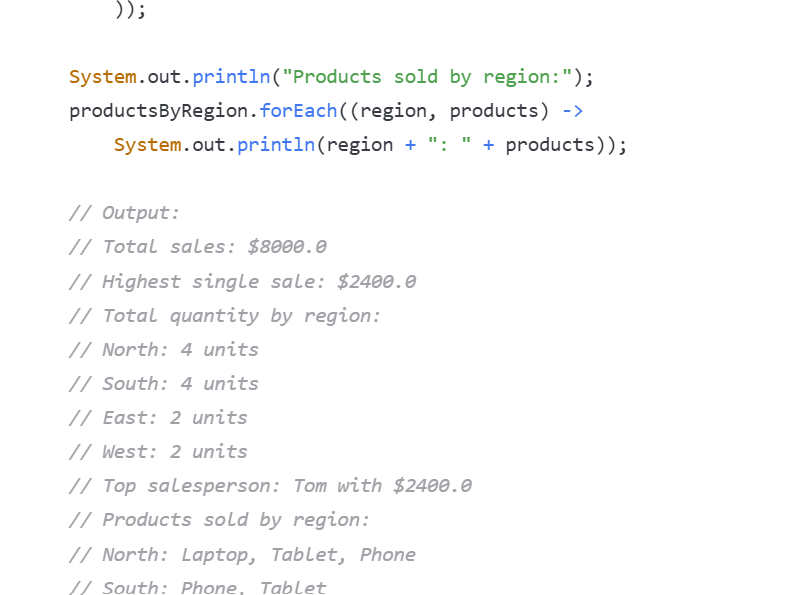 ));
System.out.println("Products sold by region:");
productsByRegion.forEach((region, products) ->
System.out.println(region + ": " + products));
// Output:
// Total sales: $8000.0
// Highest single sale: $2400.0
// Total quantity by region:
// North: 4 units
// South: 4 units
// East: 2 units
// West: 2 units
// Top salesperson: Tom with $2400.0
// Products sold by region:
// North: Laptop, Tablet, Phone
// South: Phone, Tablet